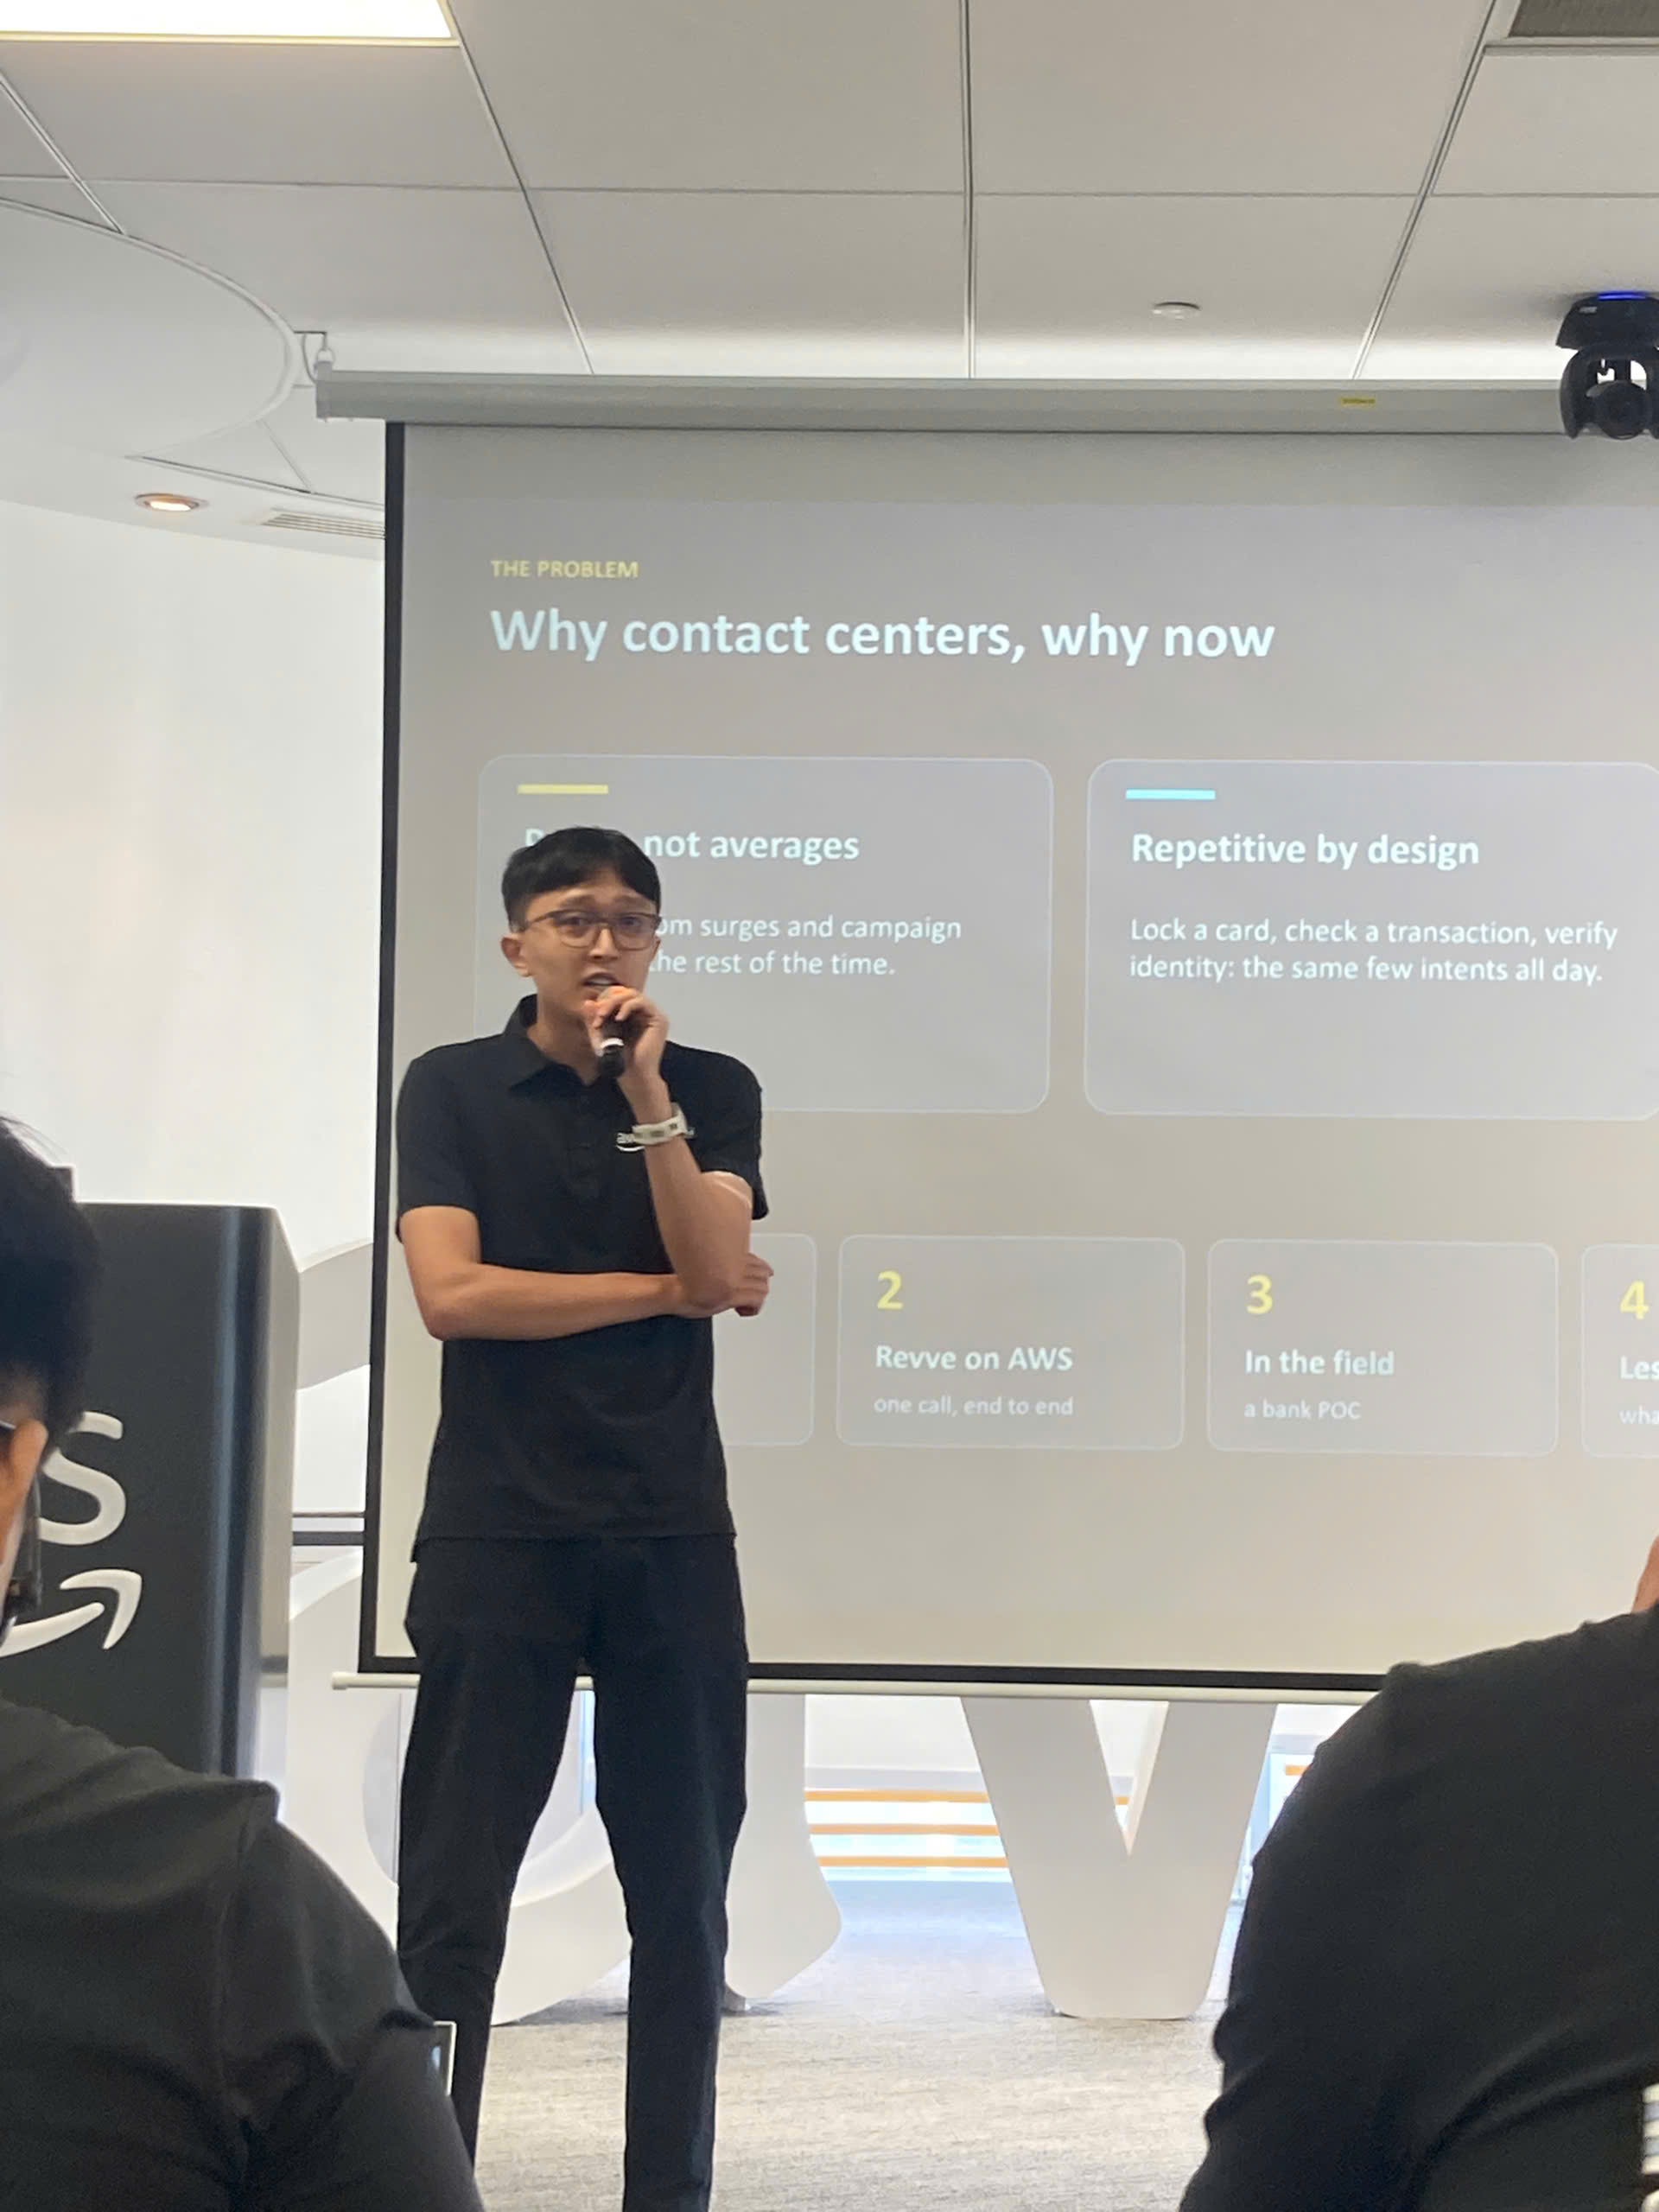 THE PROBLEM
Why contact centers, why now
not averages
surges and campaign
the rest of the time.
Repetitive by design
Lock a card, check a transaction, verify
identity: the same few intents all day.
2
Revve on AWS
one call, end to end
3
In the field
a bank POC
4